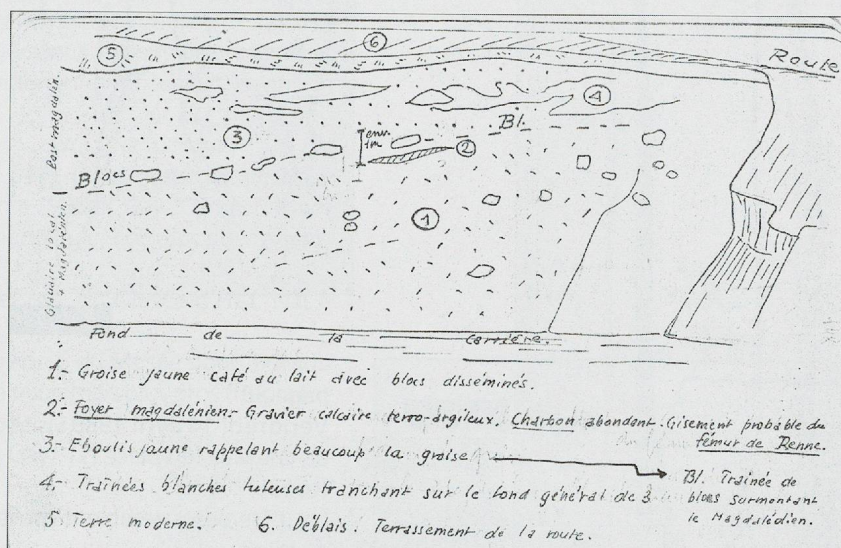 6
5
Route
4
Bl.
3
env.
1m
2
Blocs
1
Post magdalén.
Glaciaire local
+ Magdalénien.
Fond de la carrière.
1.- Groise jaune café au lait avec blocs disséminés.
2.- Foyer magdalénien.- Gravier calcaire terro-argileux. Charbon abondant. Gisement probable du
fémur de Renne.
3.- Eboulis jaune rappelant beaucoup la groise
4.- Traînées blanches tufeuses tranchant sur le fond général de 3
Bl. Traînée de
blocs surmontant
le Magdalédien.
5 Terre moderne. 6. Déblais. Terrassement de la route.